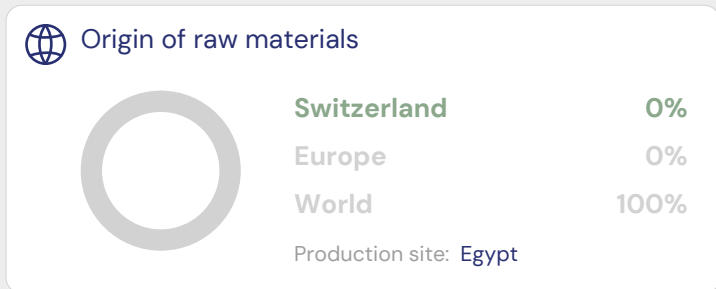 Origin of raw materials
Switzerland 0%
Europe 0%
World 100%
Production site: Egypt